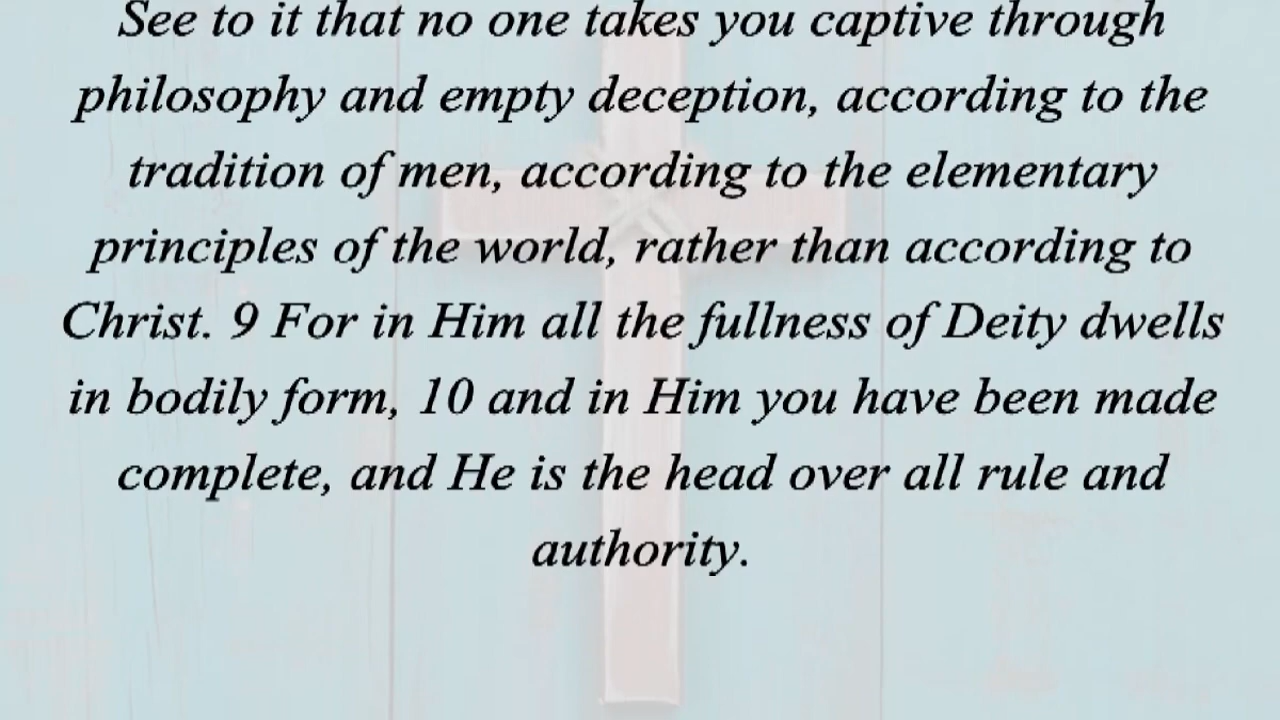 See to it that no one takes you captive through
philosophy and empty deception, according to the
tradition of men, according to the elementary
principles of the world, rather than according to
Christ. 9 For in Him all the fullness of Deity dwells
in bodily form, 10 and in Him you have been made
complete, and He is the head over all rule and
authority.